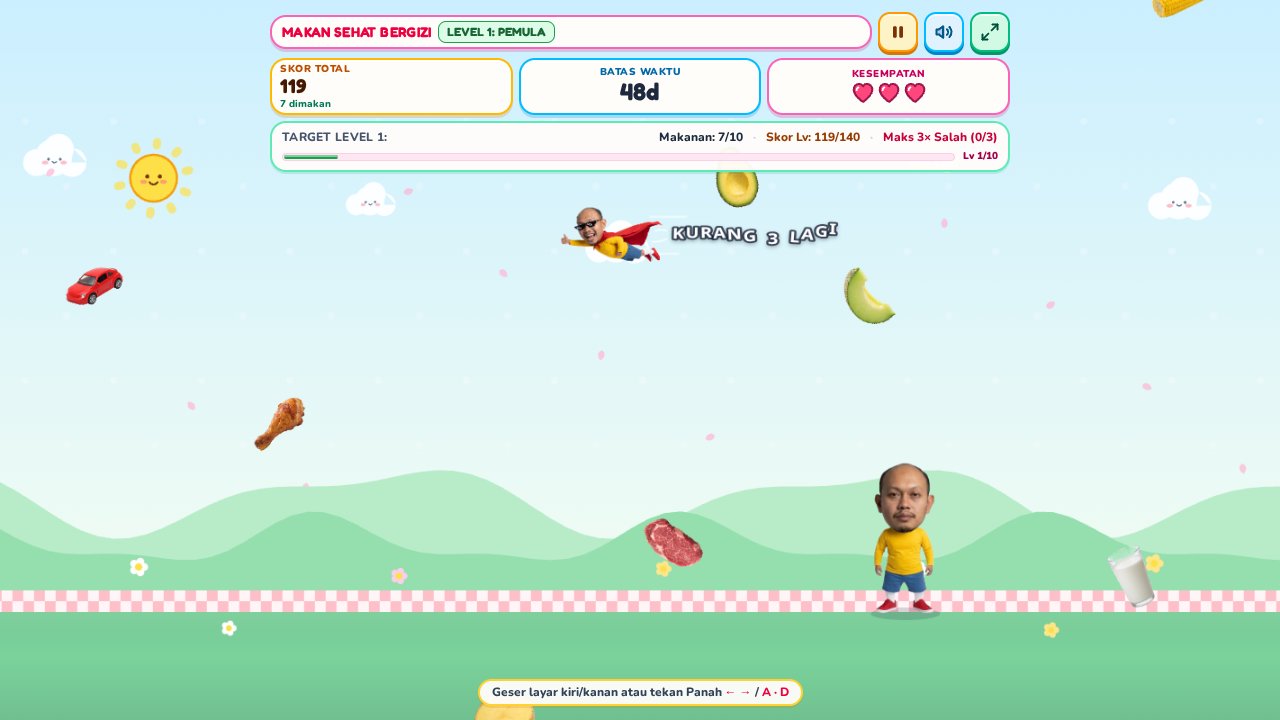 MAKAN SEHAT BERGIZI LEVEL 1: PEMULA
SKOR TOTAL
119
7 dimakan
BATAS WAKTU
48d
KESEMPATAN
TARGET LEVEL 1: Makanan: 7/10 · Skor Lv: 119/140 · Maks 3× Salah (0/3)
Lv 1/10
KURANG 3 LAGI
Geser layar kiri/kanan atau tekan Panah ← → / A · D